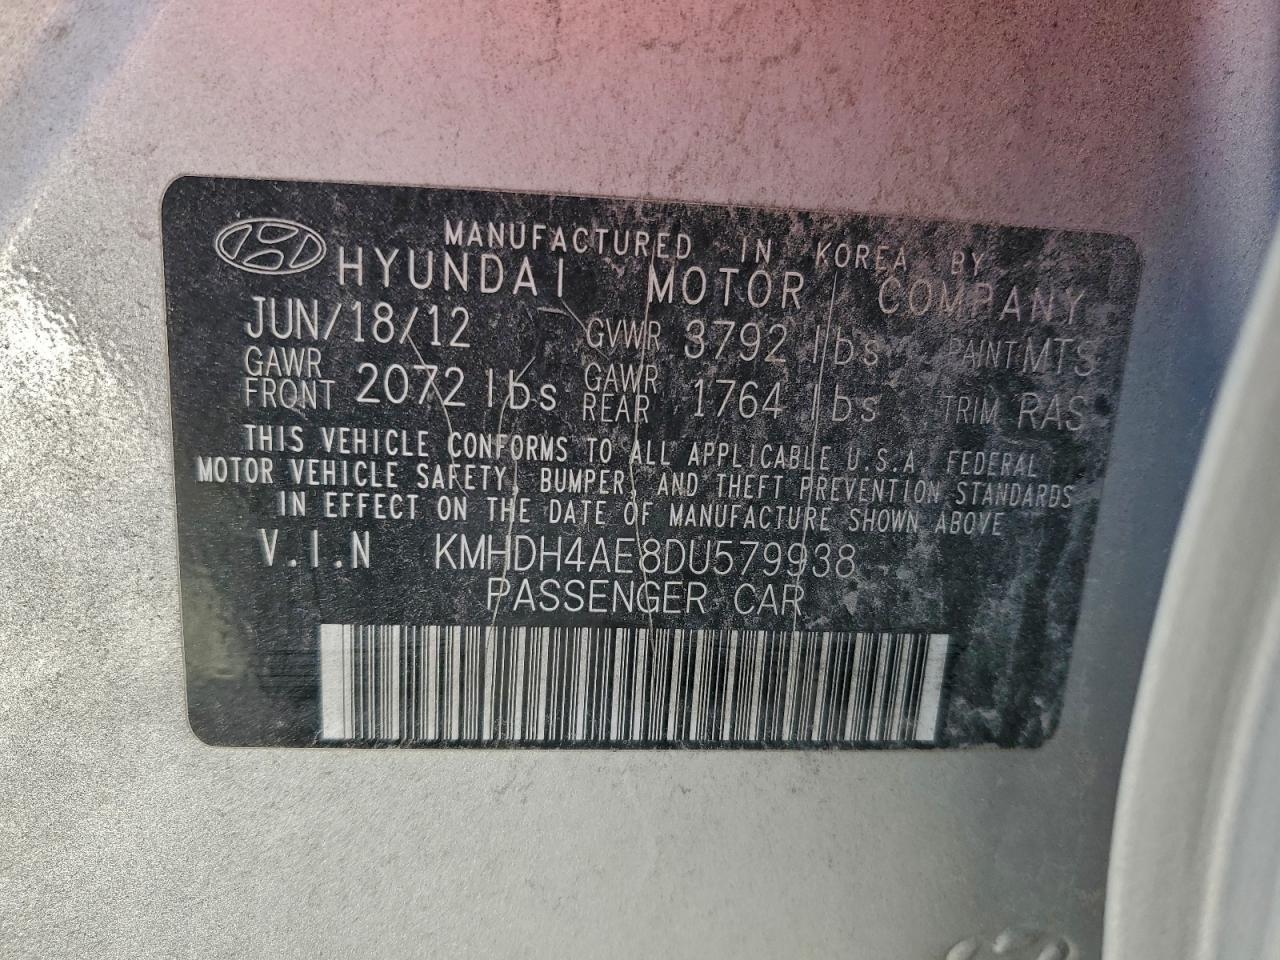 MANUFACTURED IN KOREA BY
HYUNDAI MOTOR COMPANY
JUN/18/12 GVWR 3792 lbs PAINT MTS
GAWR FRONT 2072 lbs GAWR REAR 1764 lbs TRIM RAS
THIS VEHICLE CONFORMS TO ALL APPLICABLE U.S.A. FEDERAL
MOTOR VEHICLE SAFETY, BUMPER, AND THEFT PREVENTION STANDARDS
IN EFFECT ON THE DATE OF MANUFACTURE SHOWN ABOVE
V.I.N KMHDH4AE8DU579938
PASSENGER CAR